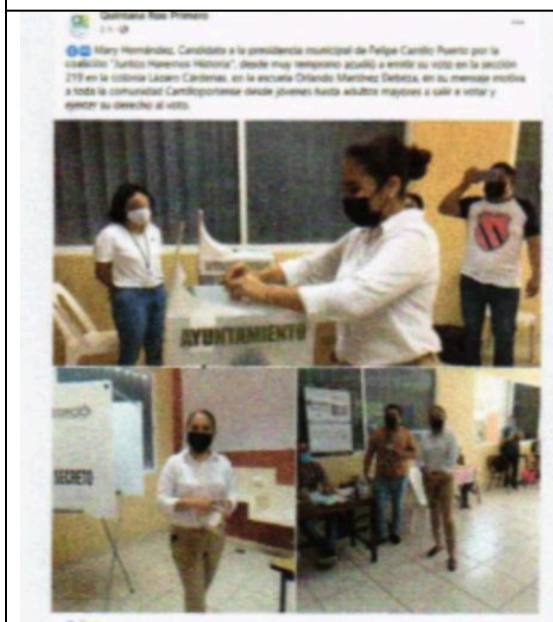 Quintana Roo Primero
Mary Hernández, Candidata a la presidencia municipal de Felipe Carrillo Puerto por la
coalición "Juntos Haremos Historia", desde muy temprano acudió a emitir su voto en la sección
219 en la colonia Lázaro Cárdenas, en la escuela Orlando Martínez Debeza, en su mensaje motiva
a toda la comunidad Carrilloportense desde jóvenes hasta adultos mayores a salir a votar y
ejercer su derecho al voto.
AYUNTAMIENTO
SECRETO